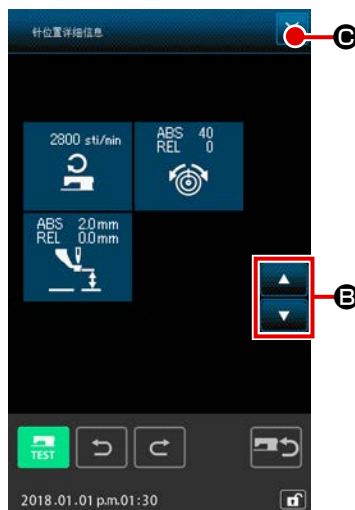 针位置详细信息
C
2800 sti/min
ABS 40
REL 0
ABS 2.0mm
REL 0.0mm
B
TEST
2018.01.01 p.m.01:30